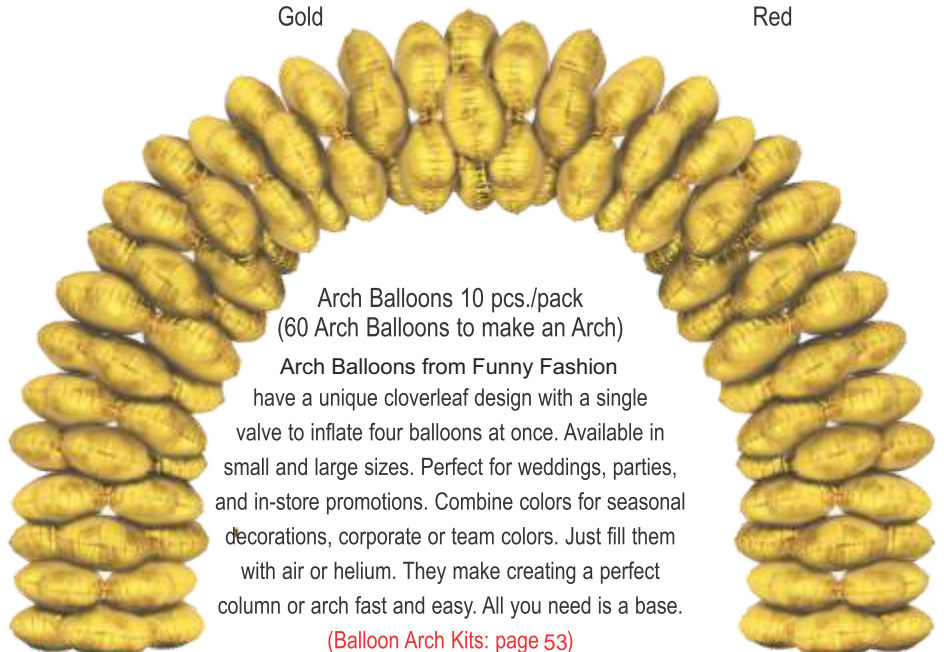 Gold
Red
Arch Balloons 10 pcs./pack
(60 Arch Balloons to make an Arch)
Arch Balloons from Funny Fashion
have a unique cloverleaf design with a single
valve to inflate four balloons at once. Available in
small and large sizes. Perfect for weddings, parties,
and in-store promotions. Combine colors for seasonal
decorations, corporate or team colors. Just fill them
with air or helium. They make creating a perfect
column or arch fast and easy. All you need is a base.
(Balloon Arch Kits: page 53)